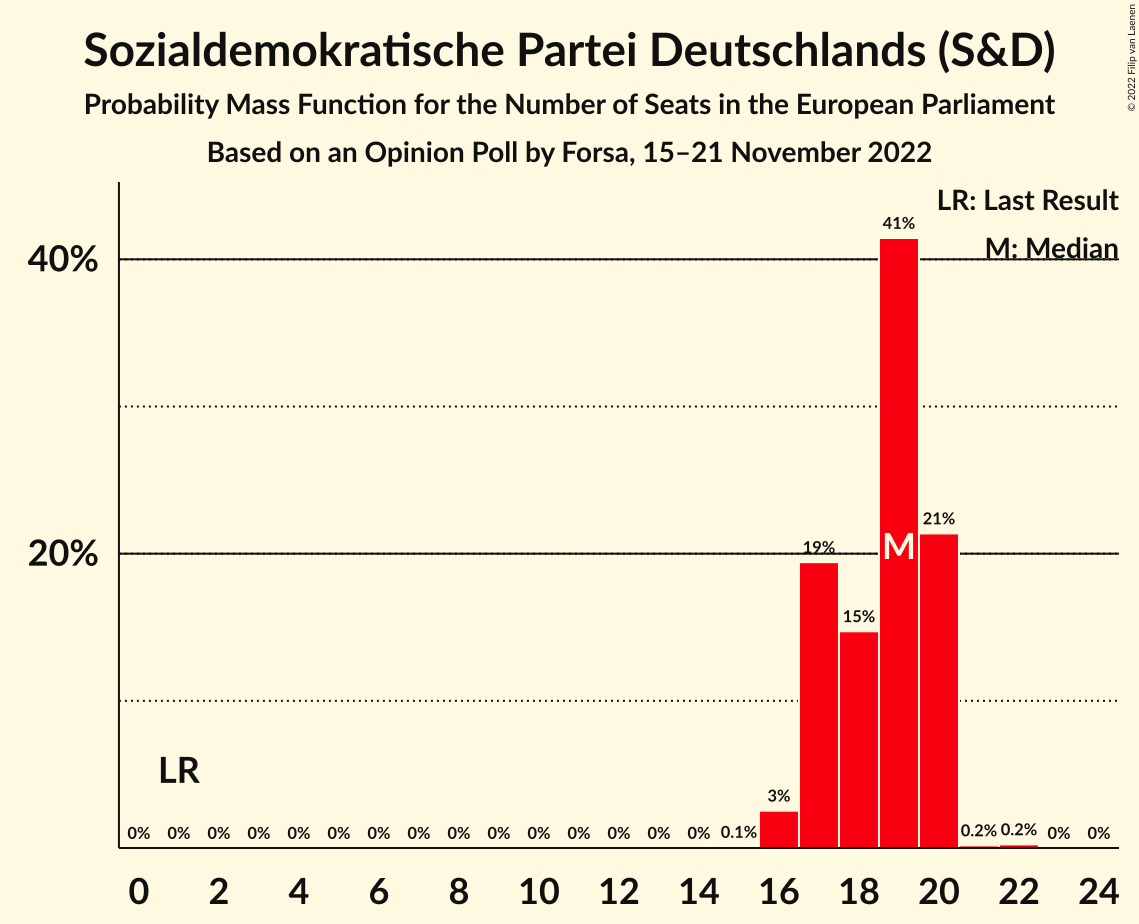 Sozialdemokratische Partei Deutschlands (S&D)
Probability Mass Function for the Number of Seats in the European Parliament
Based on an Opinion Poll by Forsa, 15–21 November 2022
© 2022 Filip van Laenen
LR: Last Result
M: Median
41%
40%
21%
20%
19%
M
15%
LR
3%
0% 0% 0% 0% 0% 0% 0% 0% 0% 0% 0% 0% 0% 0% 0% 0.1% 0.2% 0.2% 0% 0%
0 2 4 6 8 10 12 14 16 18 20 22 24